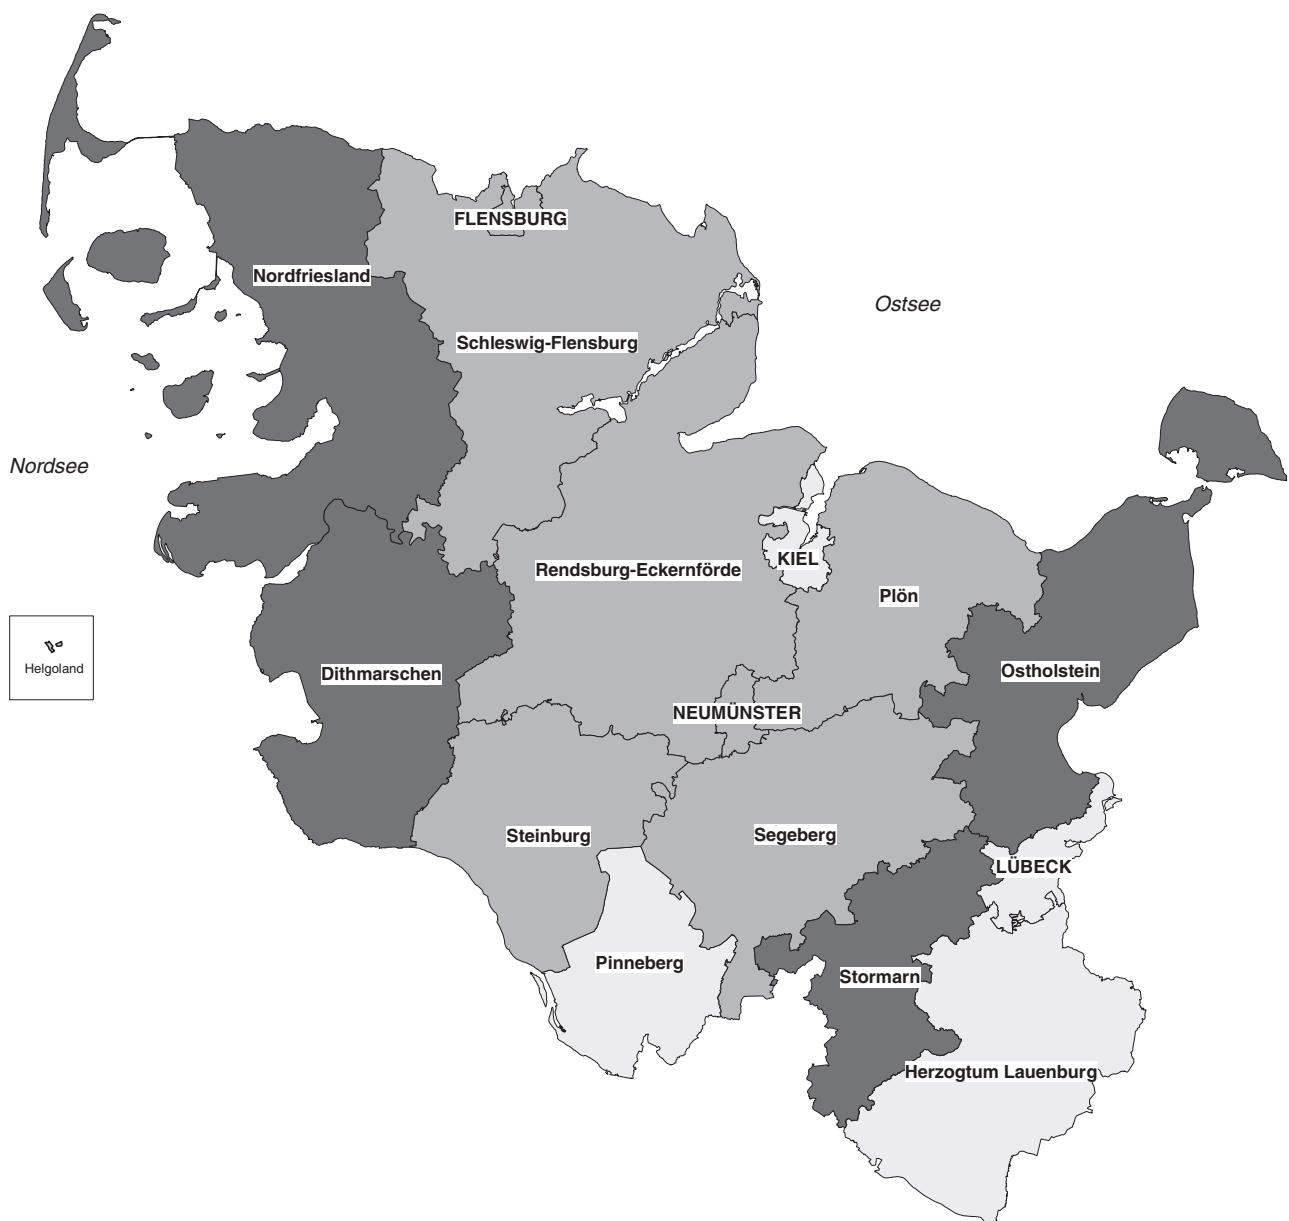 FLENSBURG
Nordfriesland
Ostsee
Schleswig-Flensburg
Nordsee
KIEL
Rendsburg-Eckernförde
Plön
Helgoland
Dithmarschen
Ostholstein
NEUMÜNSTER
Steinburg
Segeberg
LÜBECK
Pinneberg
Stormarn
Herzogtum Lauenburg